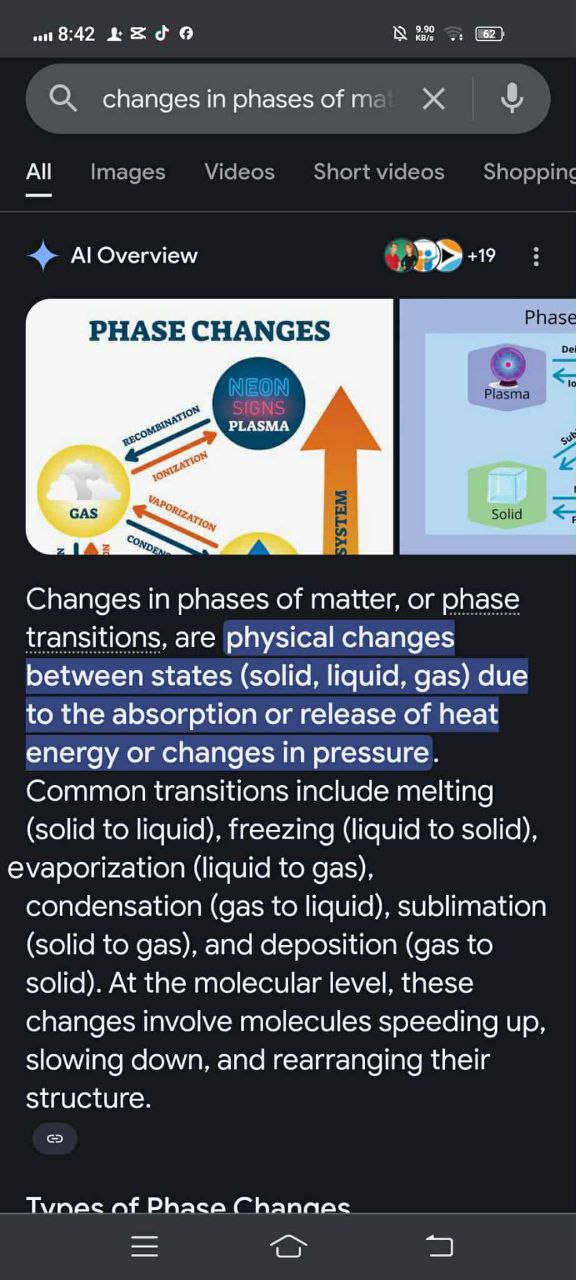 8:42
9.90
KB/s
62
changes in phases of mat
All Images Videos Short videos Shopping
AI Overview
+19
PHASE CHANGES
NEON
SIGNS
PLASMA
RECOMBINATION
IONIZATION
GAS
VAPORIZATION
CONDEN
SYSTEM
Phase
Dei
Plasma
Io
Sub
Solid
F
Changes in phases of matter, or phase
transitions, are physical changes
between states (solid, liquid, gas) due
to the absorption or release of heat
energy or changes in pressure.
Common transitions include melting
(solid to liquid), freezing (liquid to solid),
evaporization (liquid to gas),
condensation (gas to liquid), sublimation
(solid to gas), and deposition (gas to
solid). At the molecular level, these
changes involve molecules speeding up,
slowing down, and rearranging their
structure.
Types of Phase Changes